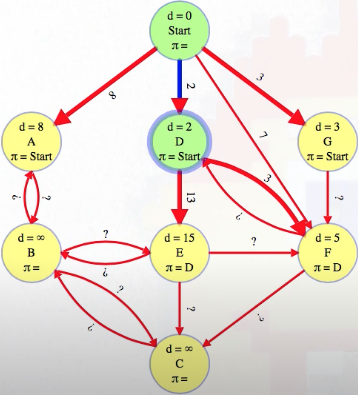 d = 0
Start
π =
8
2
3
7
d = 8
A
π = Start
d = 2
D
π = Start
d = 3
G
π = Start
?
?
13
3
?
?
d = ∞
B
π =
?
?
d = 15
E
π = D
?
d = 5
F
π = D
?
?
?
?
d = ∞
C
π =